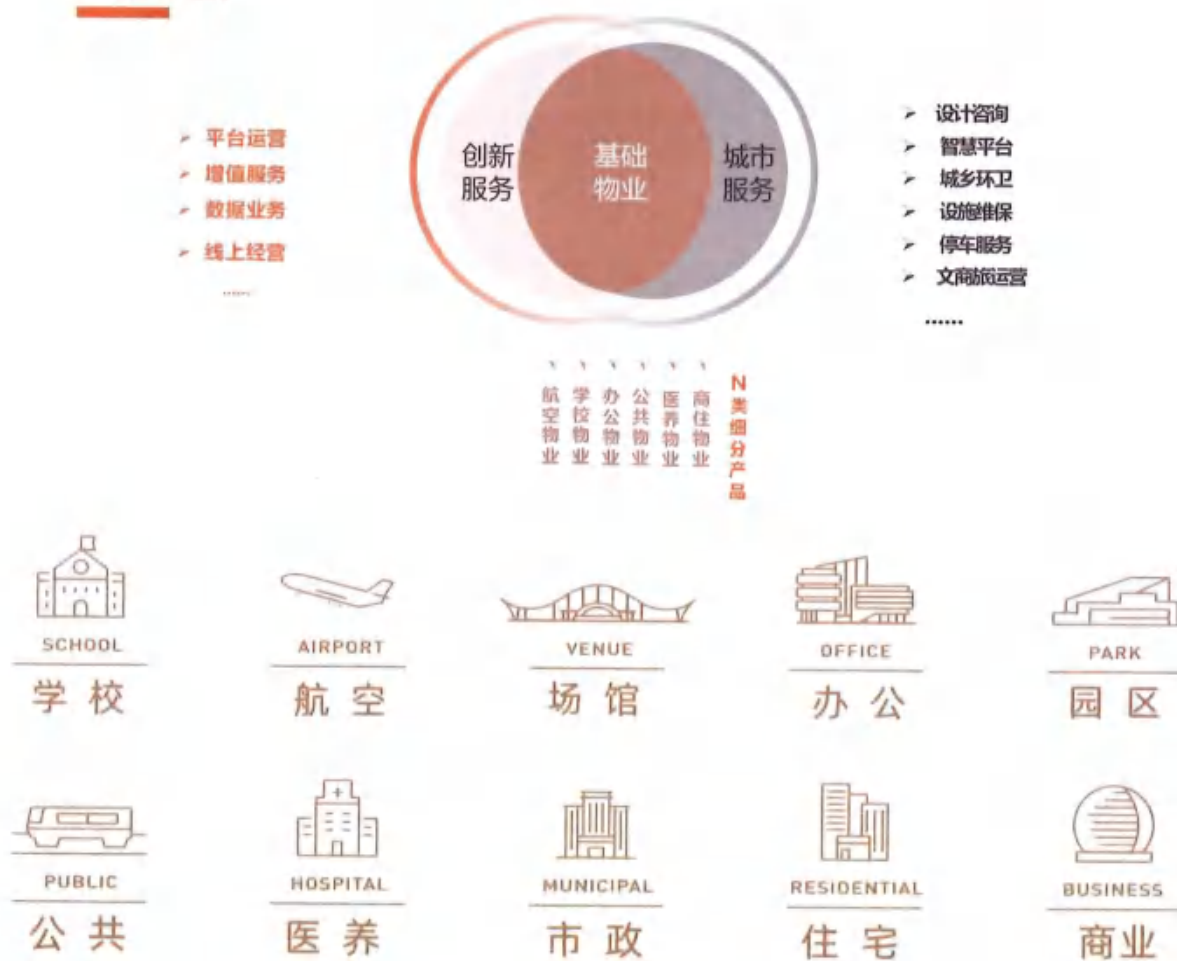 平台运营
增值服务
数据业务
线上经营
......
创新
服务
基础
物业
城市
服务
设计咨询
智慧平台
城乡环卫
设施维保
停车服务
文商旅运营
......
航空物业
学校物业
办公物业
公共物业
医养物业
商住物业
N类细分产品
SCHOOL
学校
AIRPORT
航空
VENUE
场馆
OFFICE
办公
PARK
园区
PUBLIC
公共
HOSPITAL
医养
MUNICIPAL
市政
RESIDENTIAL
住宅
BUSINESS
商业